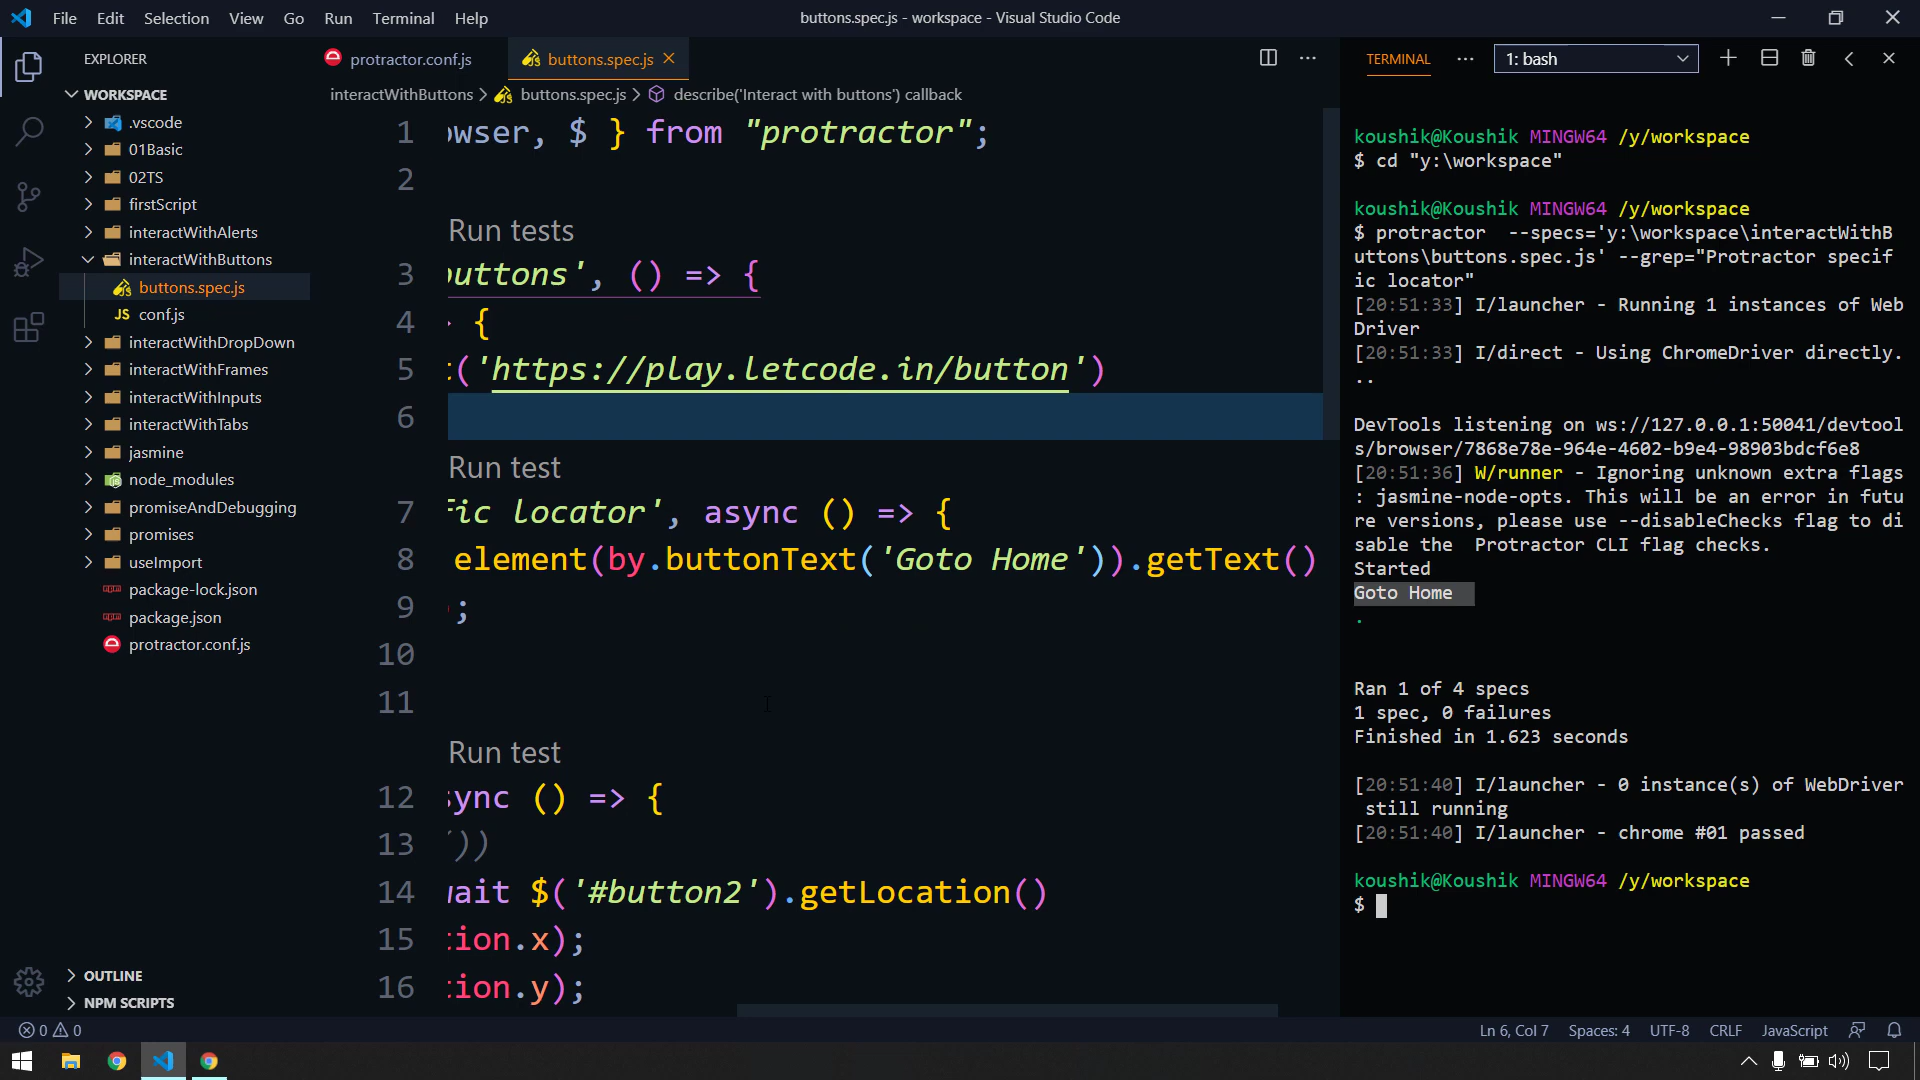 File Edit Selection View Go Run Terminal Help
buttons.spec.js - workspace - Visual Studio Code
EXPLORER
WORKSPACE
.vscode
01Basic
02TS
firstScript
interactWithAlerts
interactWithButtons
buttons.spec.js
JS conf.js
interactWithDropDown
interactWithFrames
interactWithInputs
interactWithTabs
jasmine
node_modules
promiseAndDebugging
promises
useImport
package-lock.json
package.json
protractor.conf.js
OUTLINE
NPM SCRIPTS
protractor.conf.js
buttons.spec.js
interactWithButtons > buttons.spec.js > describe('Interact with buttons') callback
1 owser, $ } from "protractor";
2
Run tests
3 buttons', () => {
4 > {
5 t('https://play.letcode.in/button')
6
Run test
7 fic locator', async () => {
8 element(by.buttonText('Goto Home')).getText()
9 );
10
11
Run test
12 sync () => {
13 '))
14 wait $('#button2').getLocation()
15 tion.x);
16 tion.y);
TERMINAL
1: bash
koushik@Koushik MINGW64 /y/workspace
$ cd "y:\workspace"
koushik@Koushik MINGW64 /y/workspace
$ protractor --specs='y:\workspace\interactWithB
uttons\buttons.spec.js' --grep="Protractor specif
ic locator"
[20:51:33] I/launcher - Running 1 instances of Web
Driver
[20:51:33] I/direct - Using ChromeDriver directly.
..
DevTools listening on ws://127.0.0.1:50041/devtool
s/browser/7868e78e-964e-4602-b9e4-98903bdcf6e8
[20:51:36] W/runner - Ignoring unknown extra flags
: jasmine-node-opts. This will be an error in futu
re versions, please use --disableChecks flag to di
sable the Protractor CLI flag checks.
Started
Goto Home
.
Ran 1 of 4 specs
1 spec, 0 failures
Finished in 1.623 seconds
[20:51:40] I/launcher - 0 instance(s) of WebDriver
still running
[20:51:40] I/launcher - chrome #01 passed
koushik@Koushik MINGW64 /y/workspace
$
0 0
Ln 6, Col 7 Spaces: 4 UTF-8 CRLF JavaScript